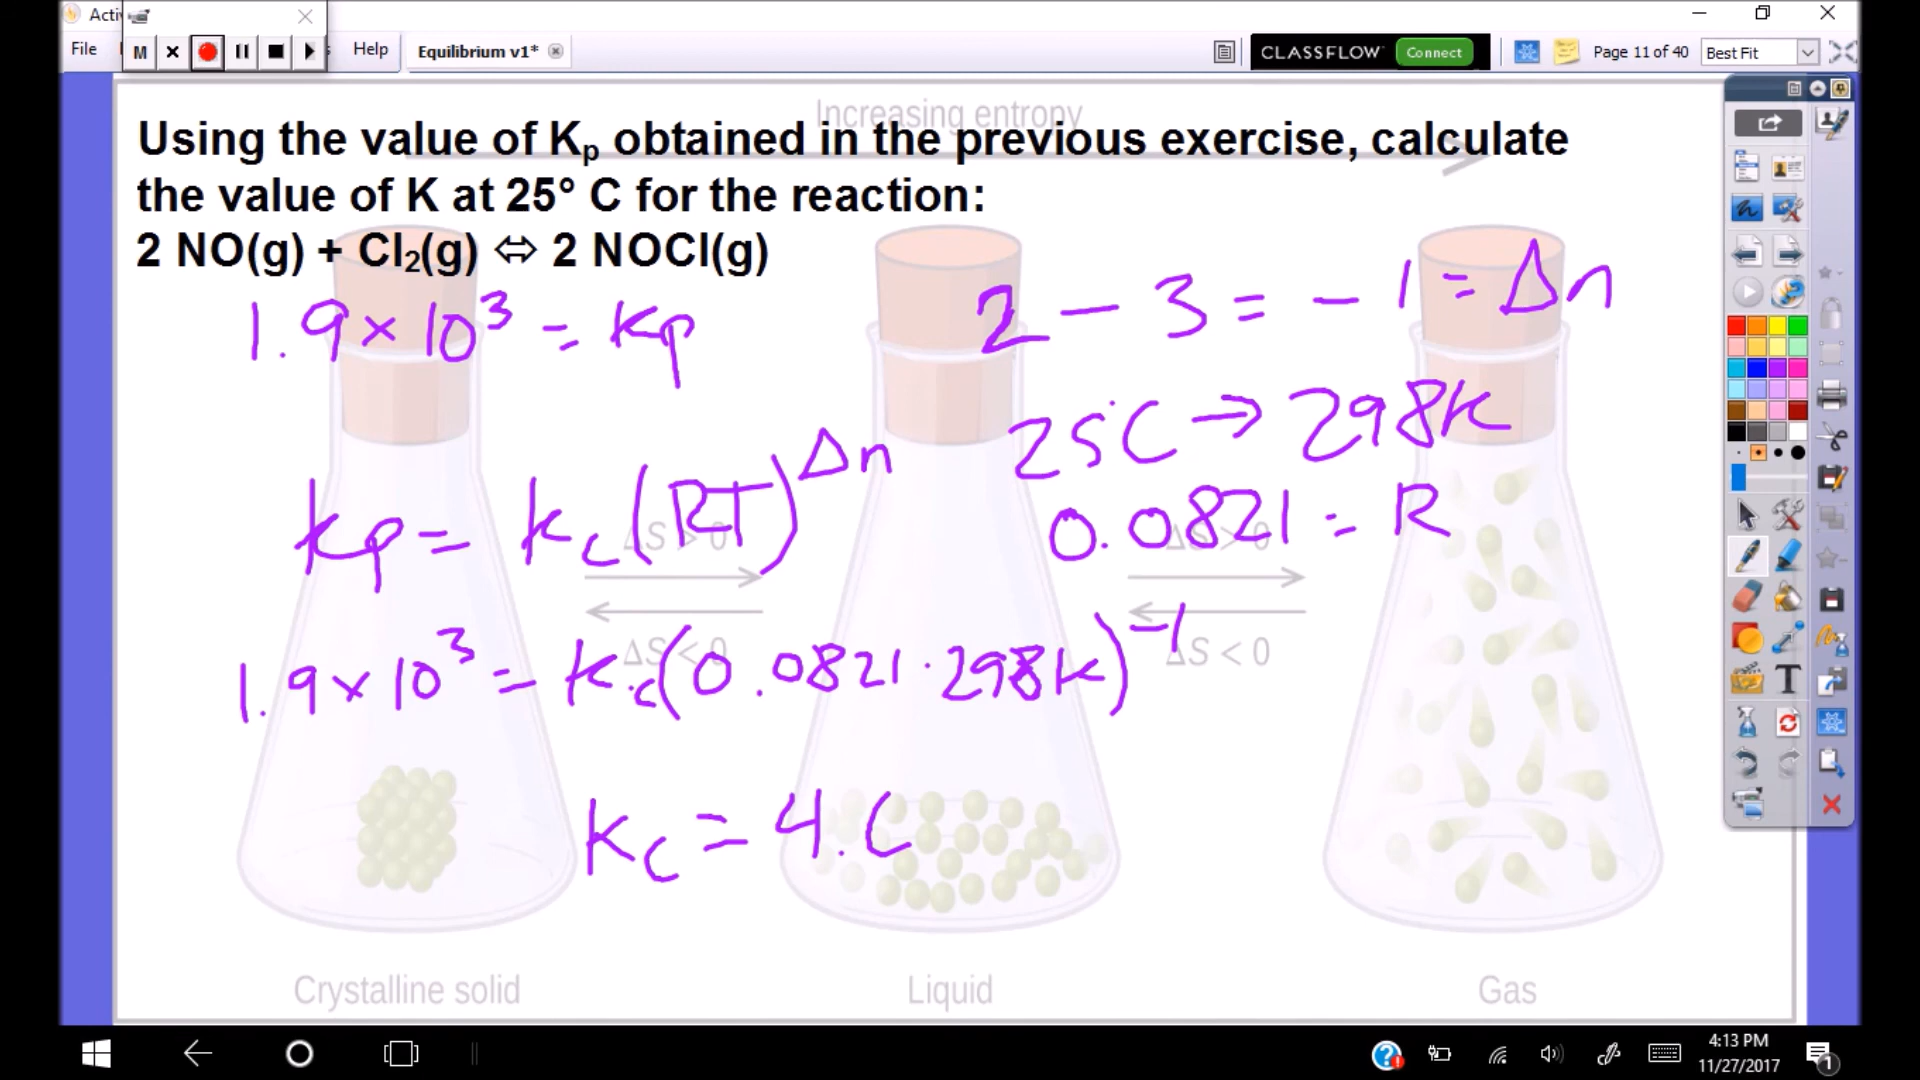 Acti
M
File
Help
Equilibrium v1*
CLASSFLOW
Connect
Page 11 of 40
Best Fit
Increasing entropy
Using the value of Kp obtained in the previous exercise, calculate
the value of K at 25° C for the reaction:
2 NO(g) + Cl₂(g) ⇔ 2 NOCl(g)
1.9 × 10³ = Kp
2 - 3 = -1 = Δn
25C → 298K
Kp = Kc(RT)^Δn
0.0821 = R
ΔS > 0
ΔS > 0
ΔS < 0
ΔS < 0
1.9 × 10³ = Kc(0.0821 · 298K)⁻¹
Kc = 4.
Crystalline solid
Liquid
Gas
T
4:13 PM
11/27/2017
1